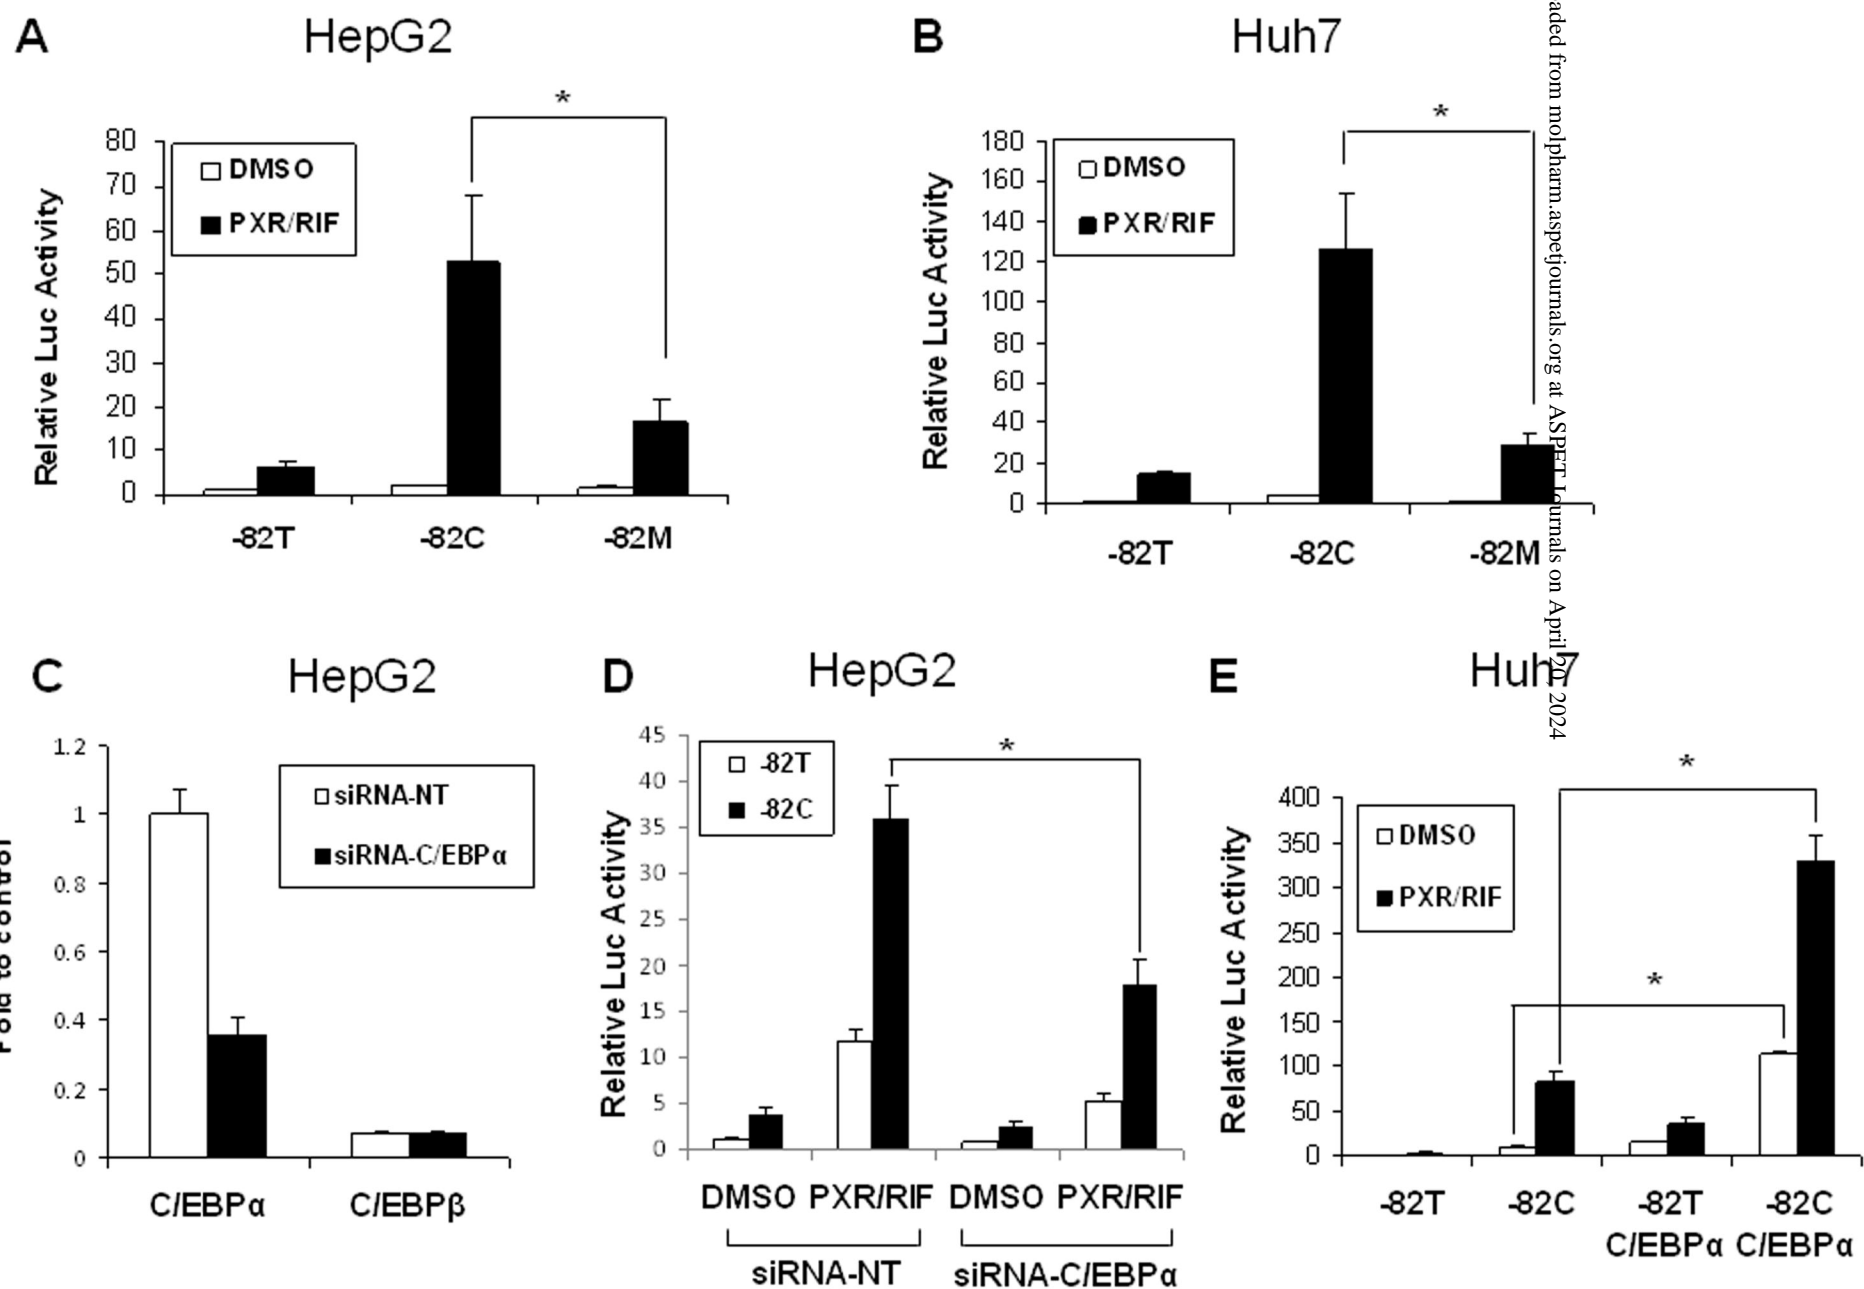 A HepG2
*
80
70
60
50
40
30
20
10
0
Relative Luc Activity
DMSO
PXR/RIF
-82T -82C -82M
B Huh7
*
180
160
140
120
100
80
60
40
20
0
Relative Luc Activity
DMSO
PXR/RIF
-82T -82C -82M
aded from molpharm.aspetjournals.org at ASPET Journals on April 20, 2024
C HepG2
1.2
1
0.8
0.6
0.4
0.2
0
Fold to control
siRNA-NT
siRNA-C/EBPα
C/EBPα C/EBPβ
D HepG2
*
45
40
35
30
25
20
15
10
5
0
Relative Luc Activity
-82T
-82C
DMSO PXR/RIF DMSO PXR/RIF
siRNA-NT siRNA-C/EBPα
E Huh7
*
*
400
350
300
250
200
150
100
50
0
Relative Luc Activity
DMSO
PXR/RIF
-82T -82C -82T -82C
C/EBPα C/EBPα